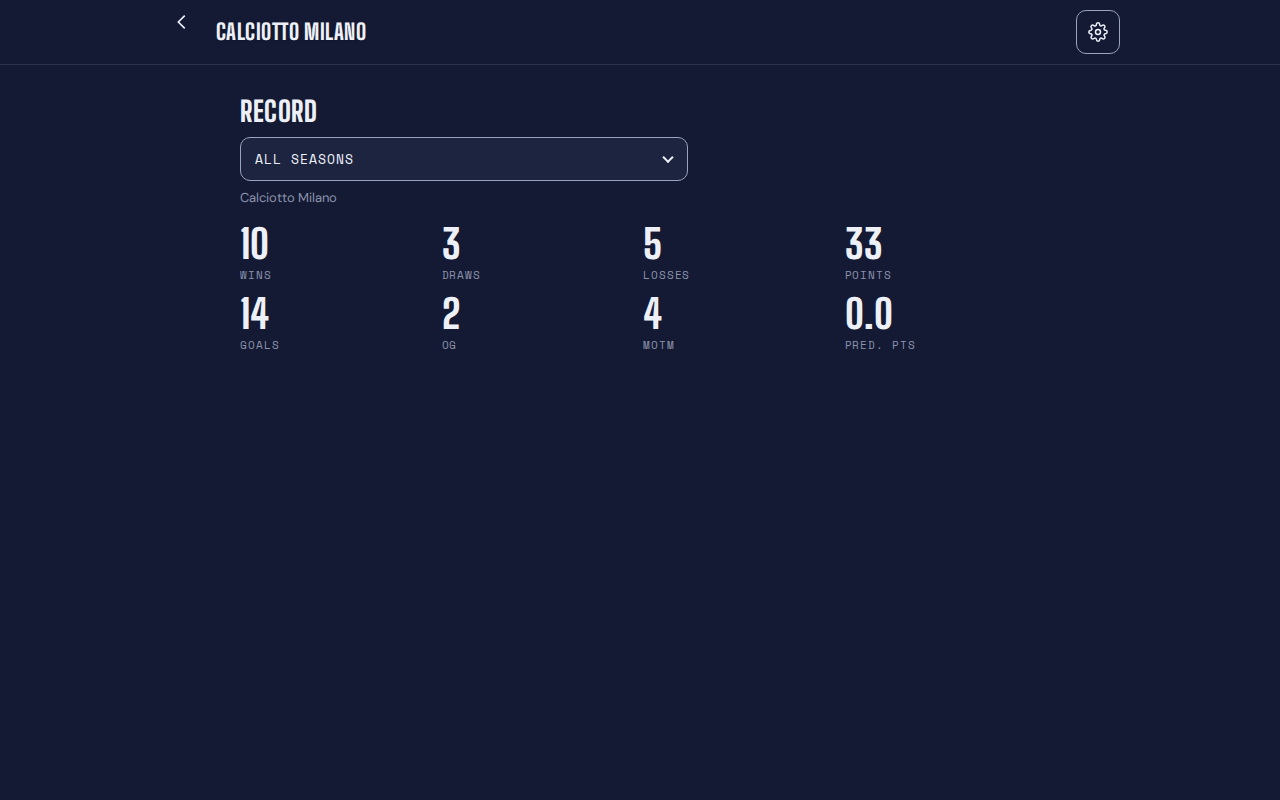 CALCIOTTO MILANO
RECORD
ALL SEASONS
Calciotto Milano
10 3 5 33
WINS DRAWS LOSSES POINTS
14 2 4 0.0
GOALS OG MOTM PRED. PTS